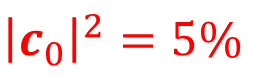 |c₀|² = 5%